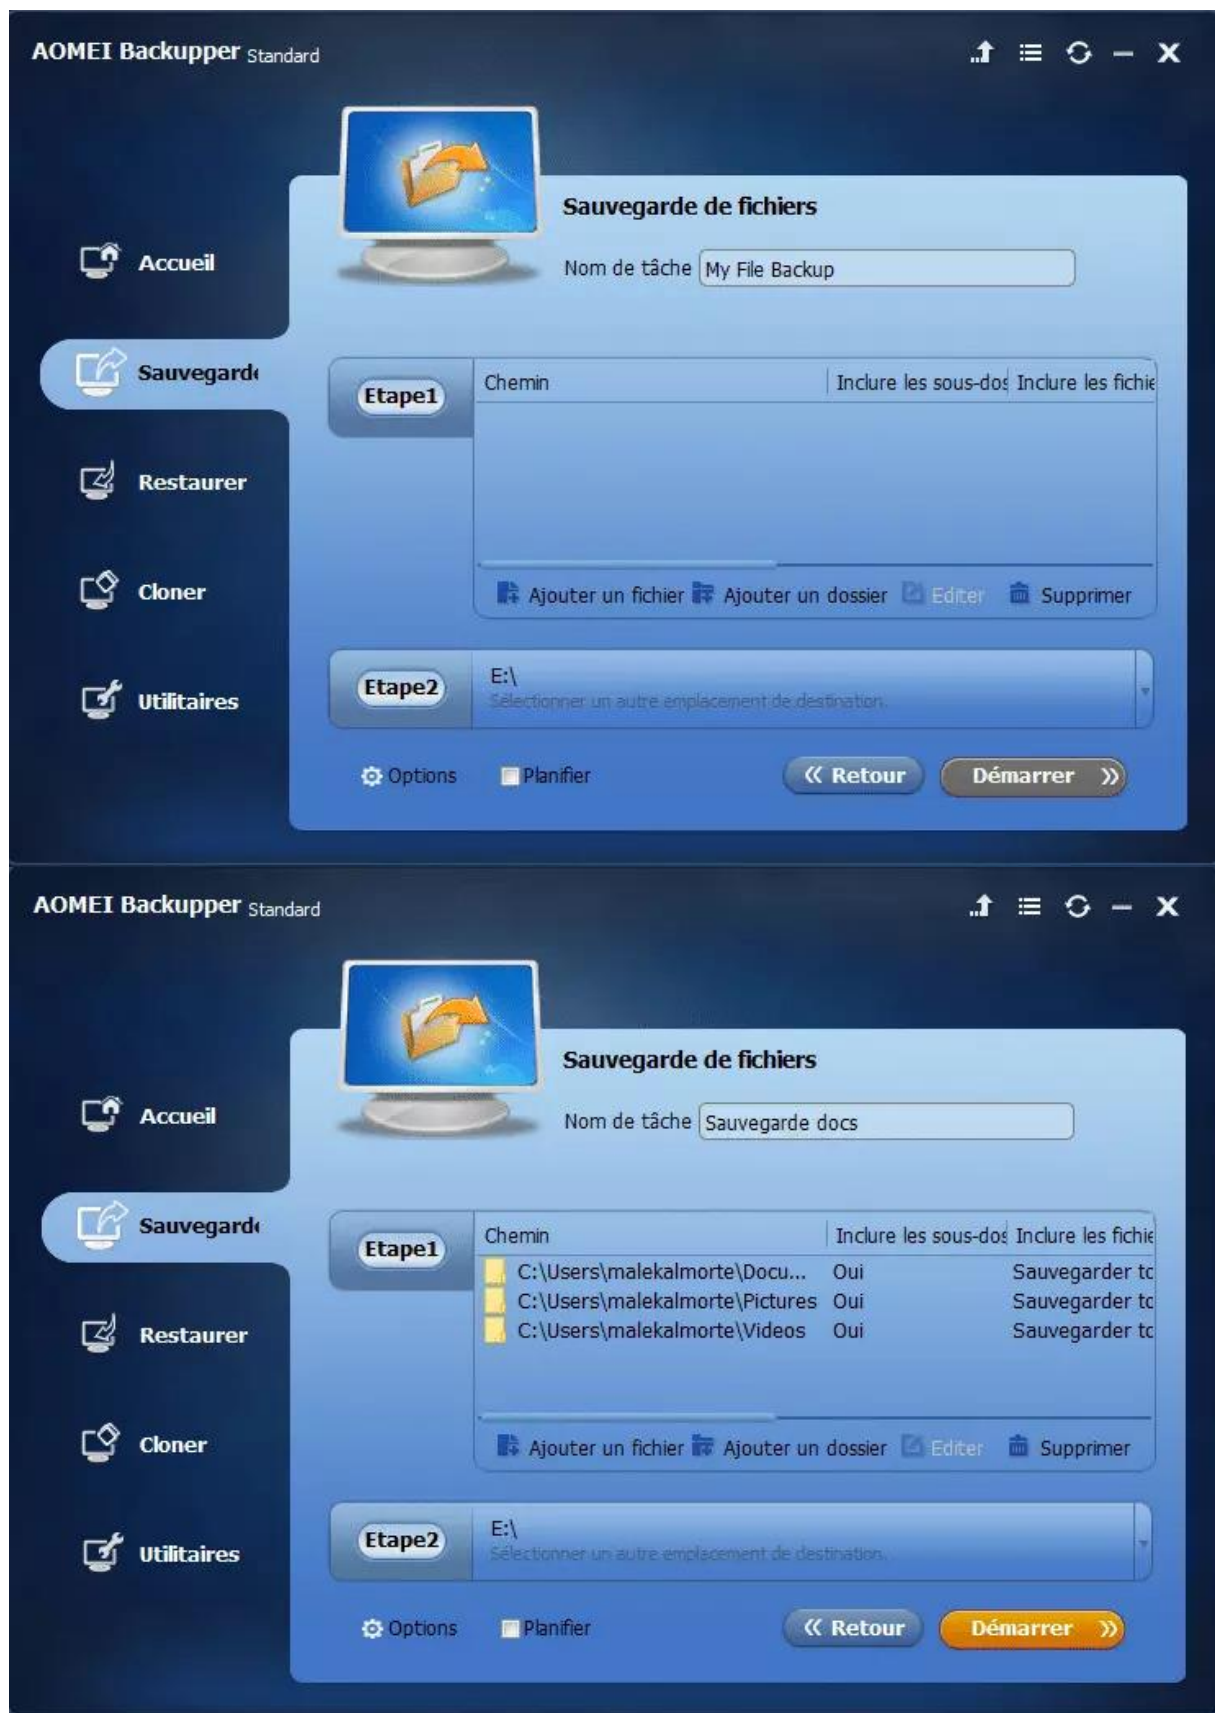 AOMEI Backupper Standard
Sauvegarde de fichiers
Nom de tâche My File Backup
Accueil
Sauvegard
Restaurer
Cloner
Utilitaires
Etape1
Chemin Inclure les sous-dos Inclure les fichie
Ajouter un fichier Ajouter un dossier Editer Supprimer
Etape2
E:\
Sélectionner un autre emplacement de destination.
Options Planifier « Retour Démarrer »
AOMEI Backupper Standard
Sauvegarde de fichiers
Nom de tâche Sauvegarde docs
Accueil
Sauvegard
Restaurer
Cloner
Utilitaires
Etape1
Chemin Inclure les sous-dos Inclure les fichie
C:\Users\malekalmorte\Docu... Oui Sauvegarder to
C:\Users\malekalmorte\Pictures Oui Sauvegarder to
C:\Users\malekalmorte\Videos Oui Sauvegarder to
Ajouter un fichier Ajouter un dossier Editer Supprimer
Etape2
E:\
Sélectionner un autre emplacement de destination.
Options Planifier « Retour Démarrer »